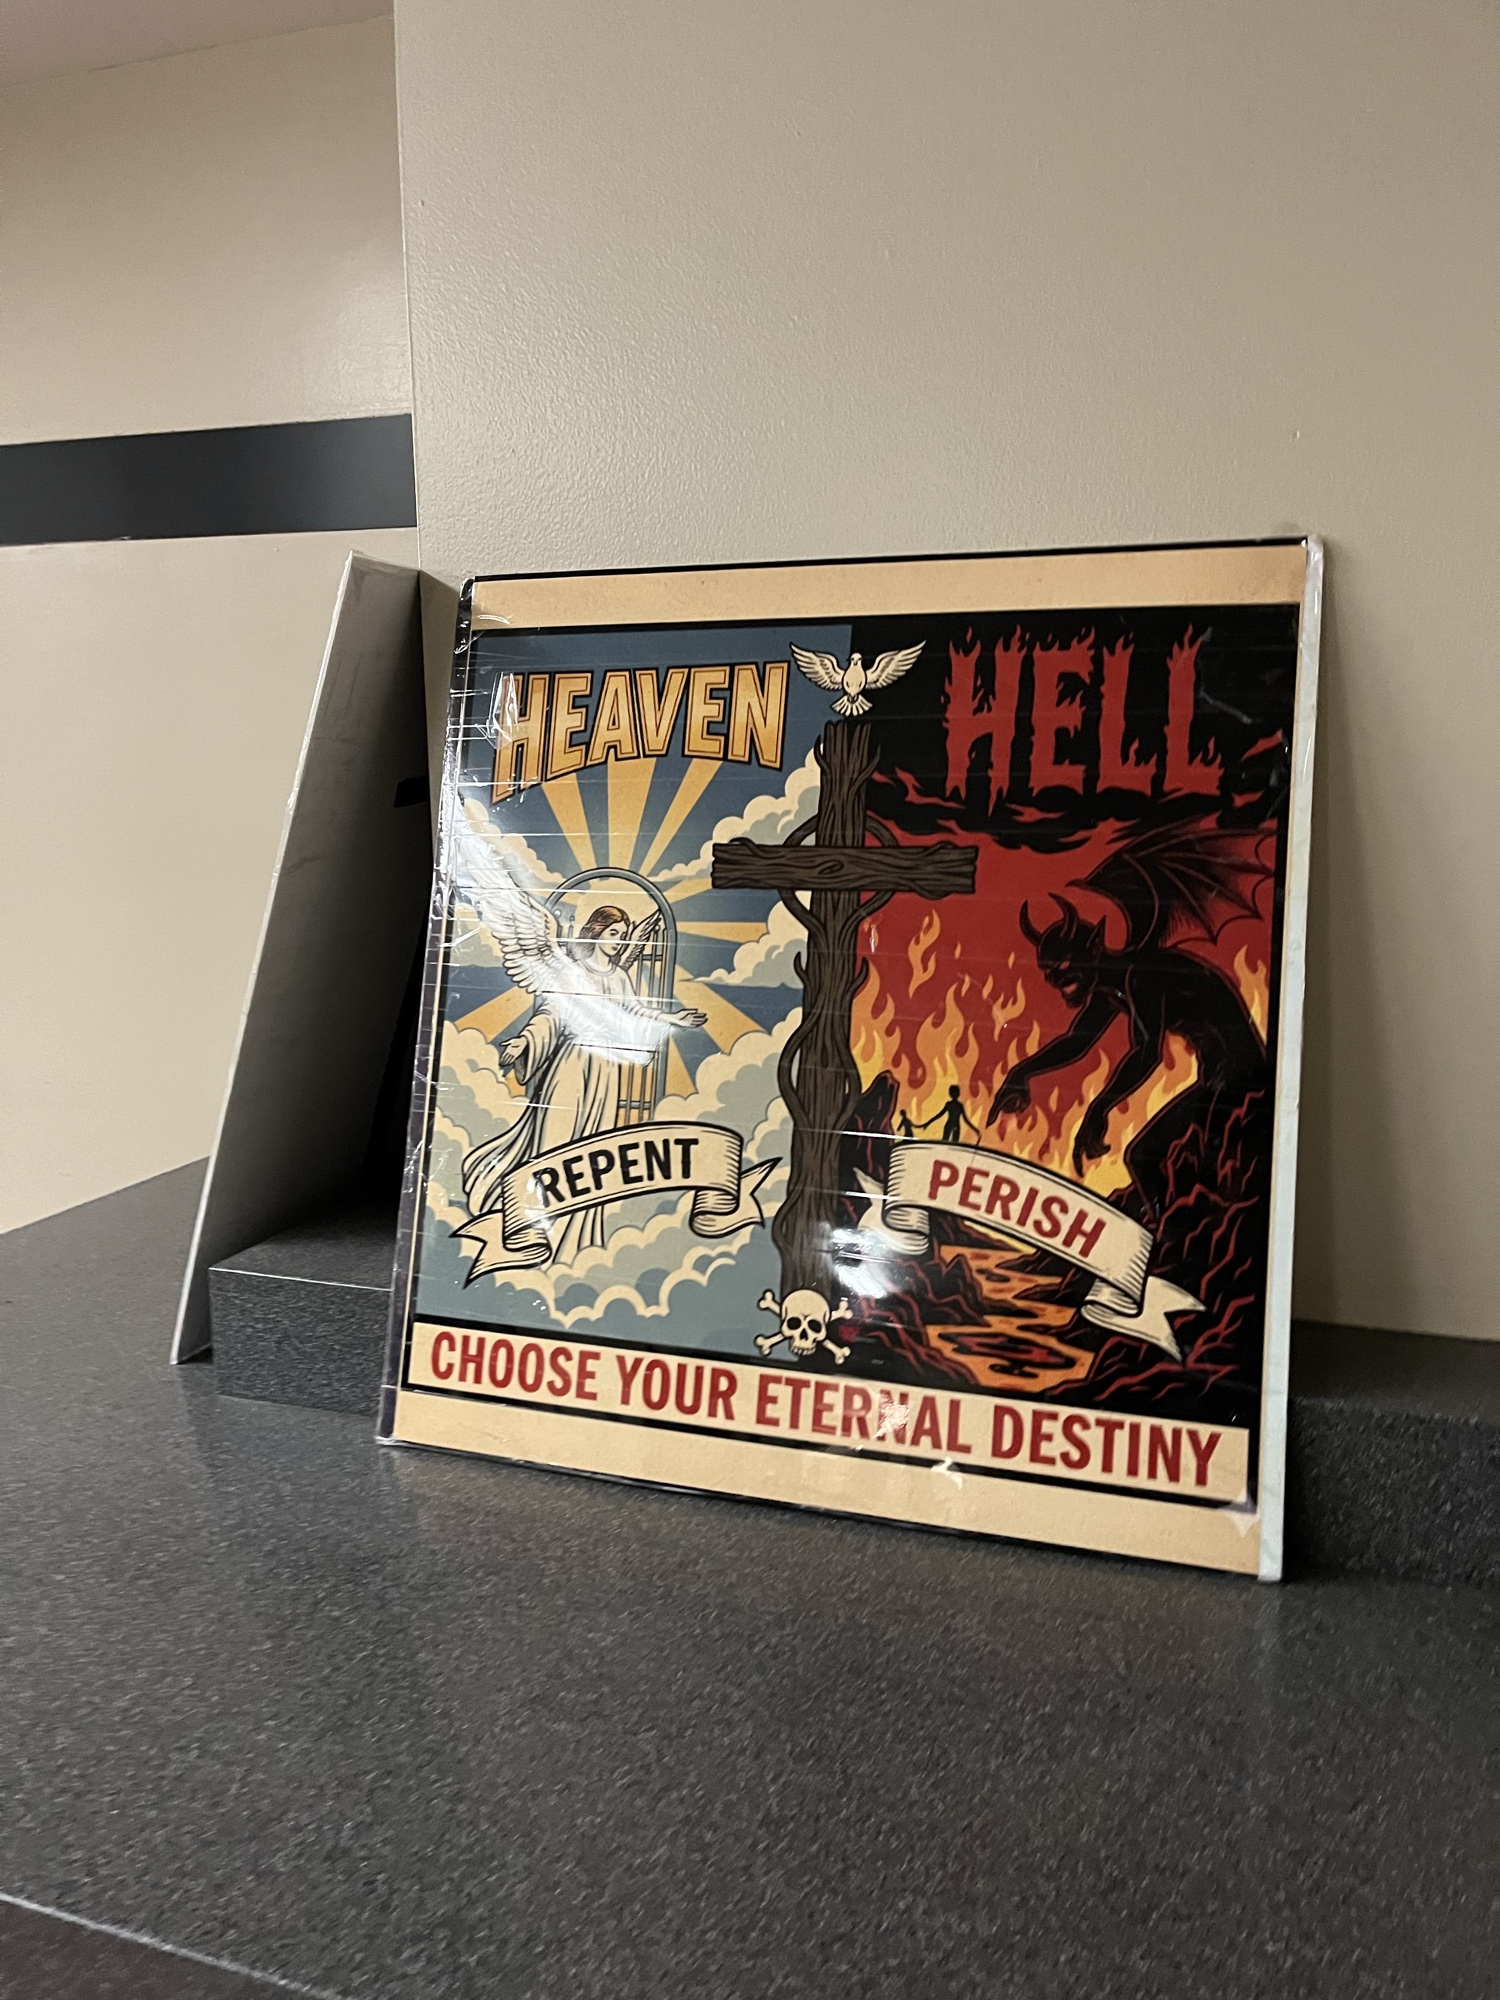 HEAVEN
HELL
REPENT
PERISH
CHOOSE YOUR ETERNAL DESTINY